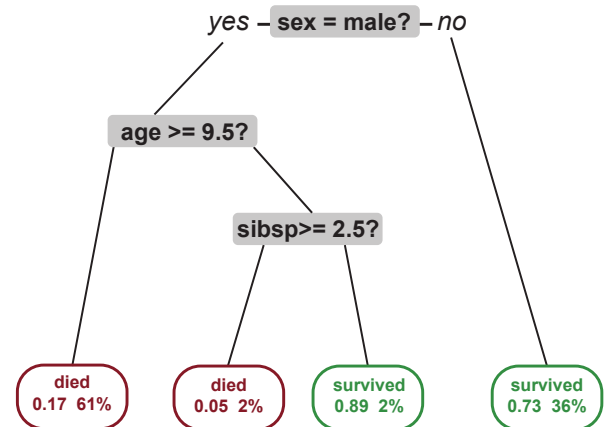 yes sex = male? no
age >= 9.5?
sibsp>= 2.5?
died
0.17 61%
died
0.05 2%
survived
0.89 2%
survived
0.73 36%